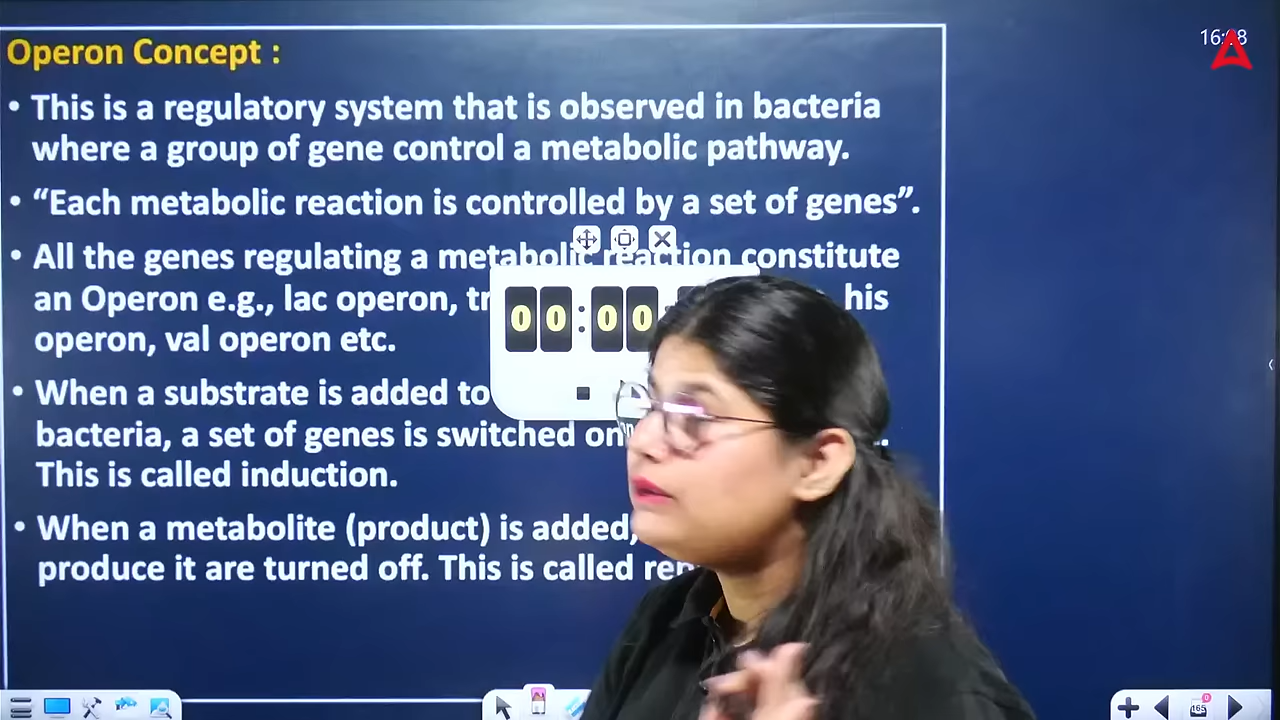 16:
Operon Concept :
• This is a regulatory system that is observed in bacteria
where a group of gene control a metabolic pathway.
• “Each metabolic reaction is controlled by a set of genes”.
• All the genes regulating a metabolic reaction constitute
an Operon e.g., lac operon, his
00:00
operon, val operon etc.
• When a substrate is added to
bacteria, a set of genes is switched on
This is called induction.
• When a metabolite (product) is added,
produce it are turned off. This is called
165